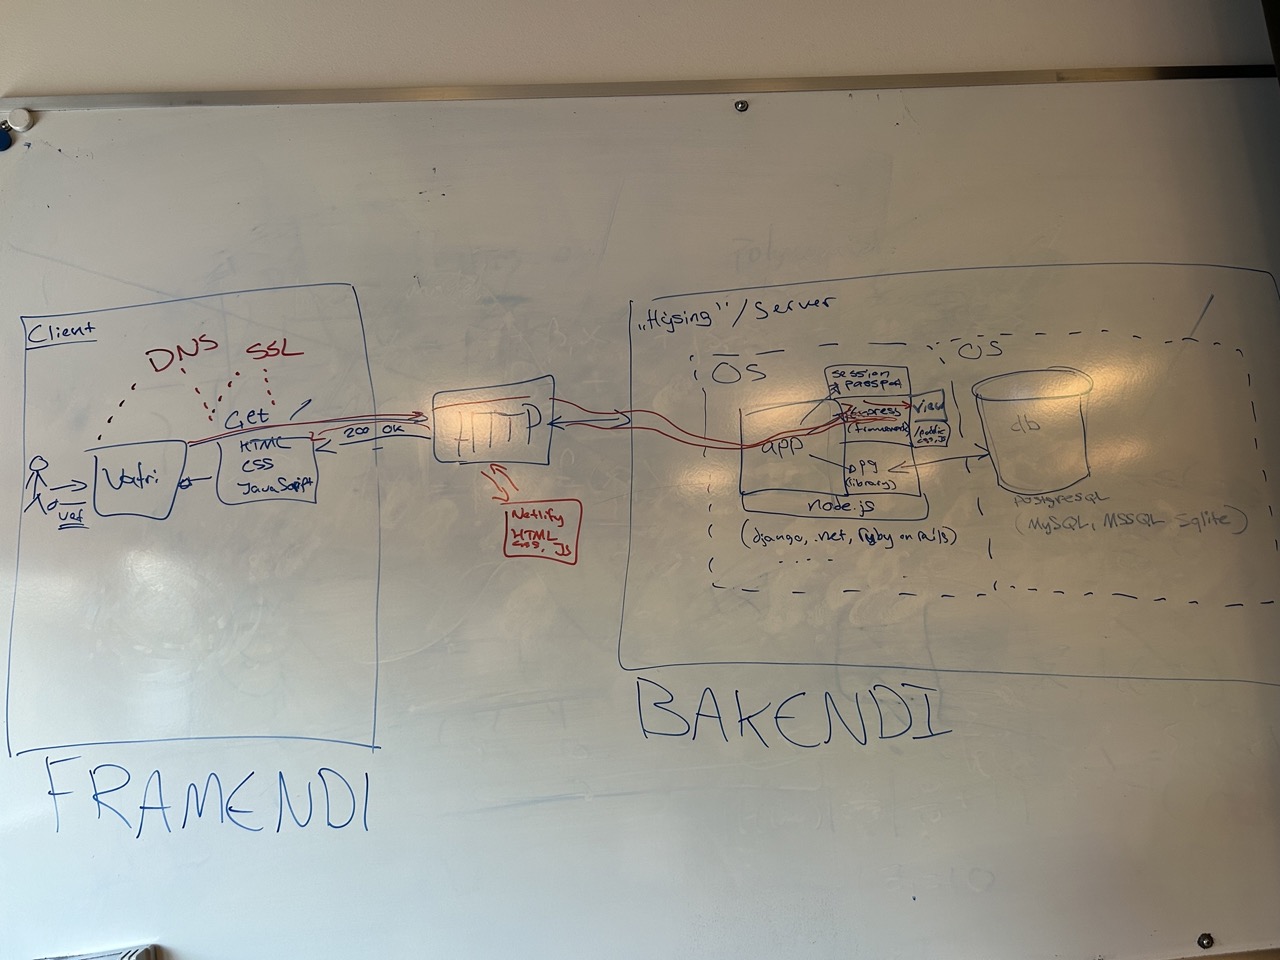 Client
DNS
SSL
Get /
200 OK
HTML
CSS
JavaScript
Vafri
vef
HTTP
Netlify
HTML
CSS, JS
„Hýsing“/Server
OS
OS
session
passport
Express
(framework)
view
/public
css, js
app
pg
(library)
node.js
(django, .net, Ruby on Rails)
. . . . .
db
PostgreSQL
(MySQL, MSSQL Sqlite)
FRAMENDI
BAKENDI